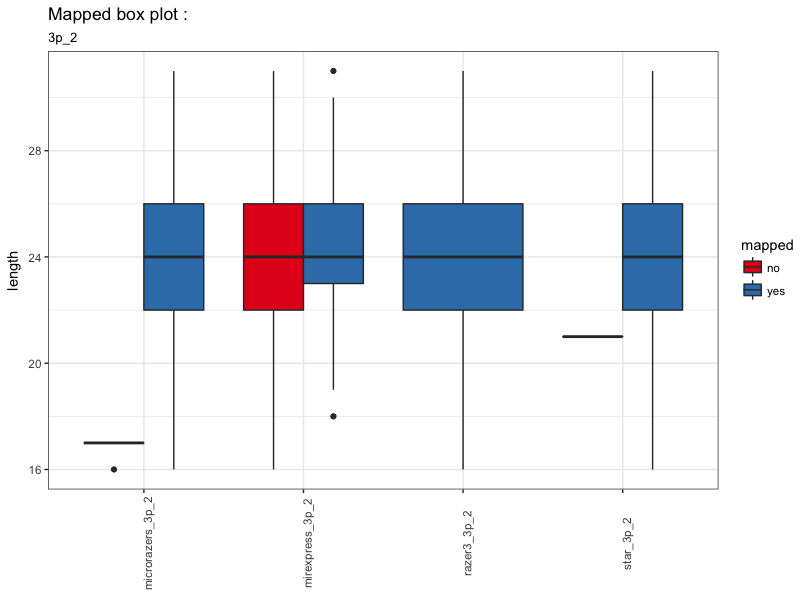 Mapped box plot :
3p_2
length
28
24
20
16
microrazers_3p_2
mirexpress_3p_2
razer3_3p_2
star_3p_2
mapped
no
yes